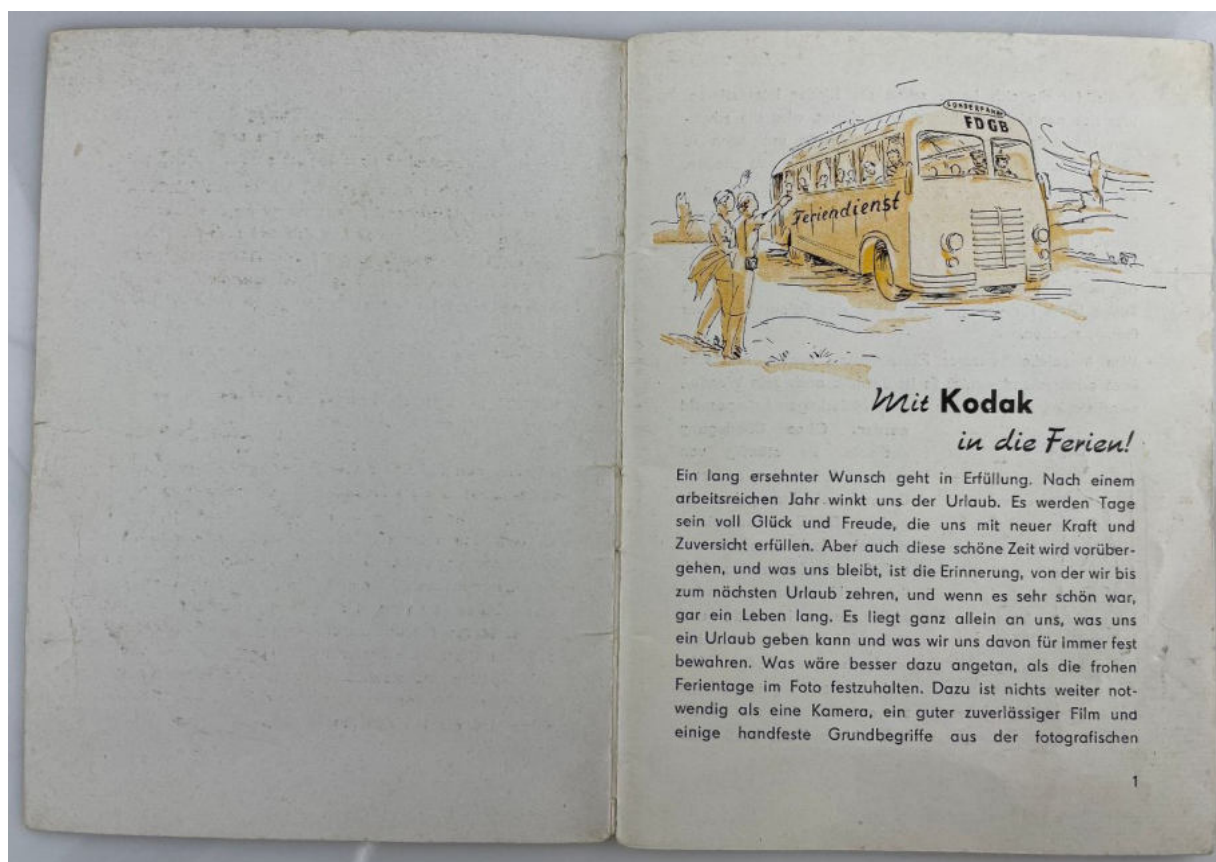 SONDERFAHRT
FDGB
Feriendienst
Mit Kodak
in die Ferien!
Ein lang ersehnter Wunsch geht in Erfüllung. Nach einem
arbeitsreichen Jahr winkt uns der Urlaub. Es werden Tage
sein voll Glück und Freude, die uns mit neuer Kraft und
Zuversicht erfüllen. Aber auch diese schöne Zeit wird vorüber-
gehen, und was uns bleibt, ist die Erinnerung, von der wir bis
zum nächsten Urlaub zehren, und wenn es sehr schön war,
gar ein Leben lang. Es liegt ganz allein an uns, was uns
ein Urlaub geben kann und was wir uns davon für immer fest
bewahren. Was wäre besser dazu angetan, als die frohen
Ferientage im Foto festzuhalten. Dazu ist nichts weiter not-
wendig als eine Kamera, ein guter zuverlässiger Film und
einige handfeste Grundbegriffe aus der fotografischen
1